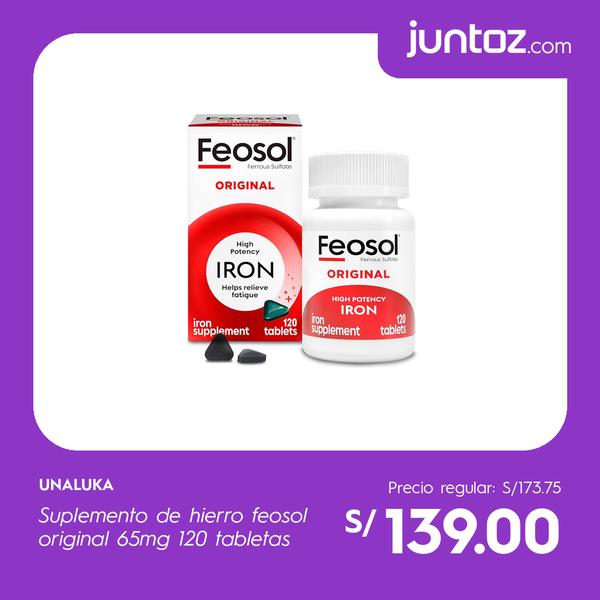 juntoz.com
Feosol
Ferrous Sulfate
ORIGINAL
High
Potency
IRON
Helps relieve
fatigue
iron
supplement
120
tablets
Feosol
Ferrous Sulfate
ORIGINAL
HIGH POTENCY
IRON
iron
supplement
120
tablets
UNALUKA
Suplemento de hierro feosol
original 65mg 120 tabletas
Precio regular: S/173.75
S/139.00